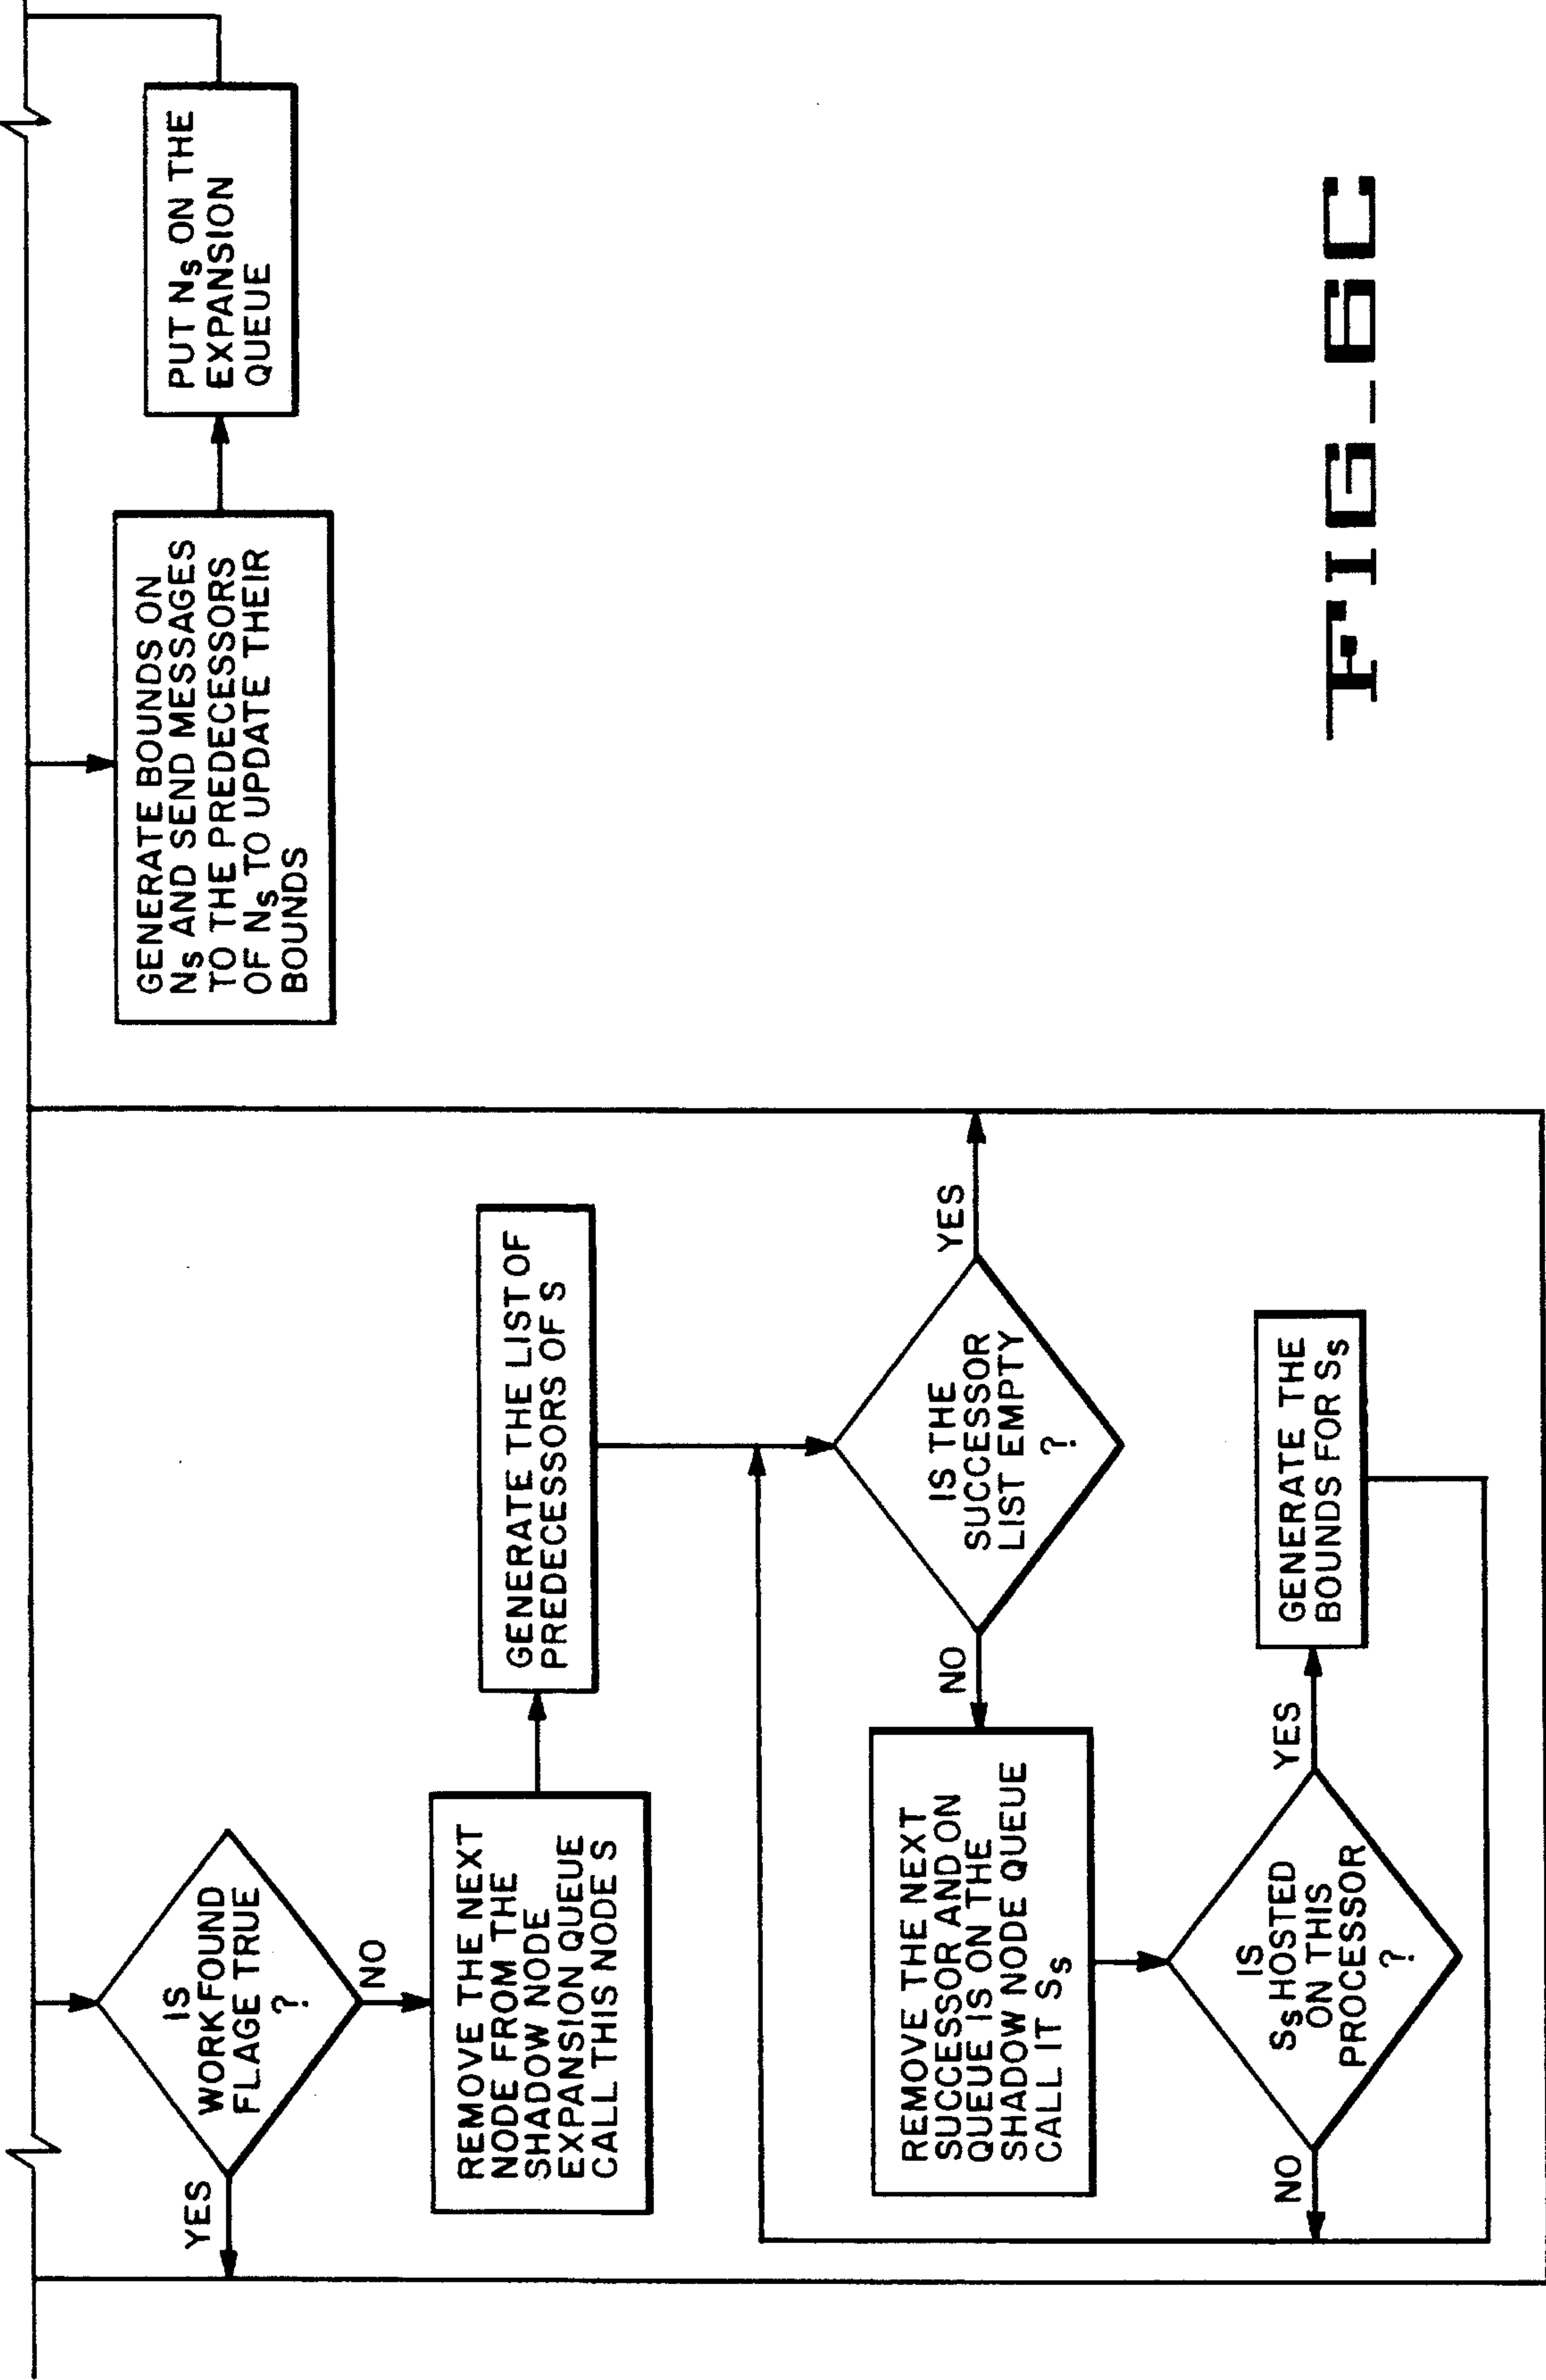 YES
IS
WORK FOUND
FLAGE TRUE
?
NO
REMOVE THE NEXT
NODE FROM THE
SHADOW NODE
EXPANSION QUEUE
CALL THIS NODE S
GENERATE THE LIST OF
PREDECESSORS OF S
IS THE
SUCCESSOR
LIST EMPTY
?
YES
NO
REMOVE THE NEXT
SUCCESSOR AND ON
QUEUE IS ON THE
SHADOW NODE QUEUE
CALL IT Ss
IS
Ss HOSTED
ON THIS
PROCESSOR
?
NO
YES
GENERATE THE
BOUNDS FOR Ss
GENERATE BOUNDS ON
Ns AND SEND MESSAGES
TO THE PREDECESSORS
OF Ns TO UPDATE THEIR
BOUNDS
PUT Ns ON THE
EXPANSION
QUEUE
FIG_6C